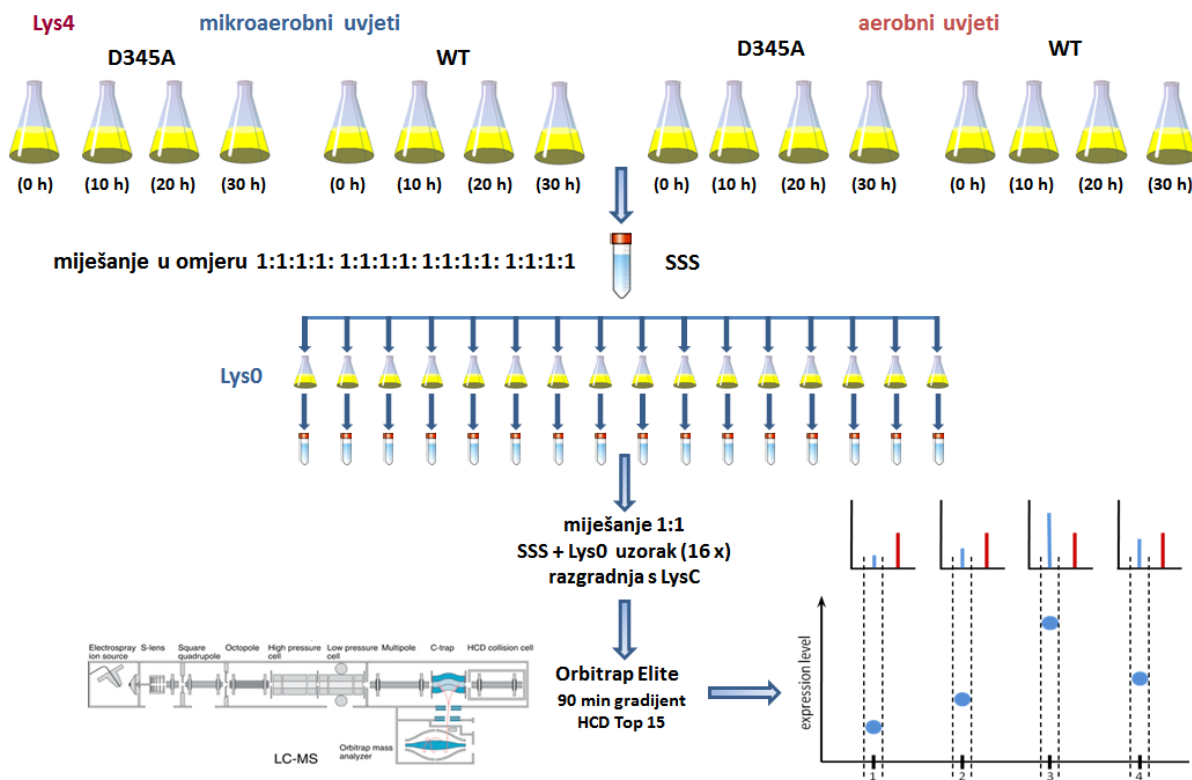 Lys4 mikroaerobni uvjeti aerobni uvjeti
D345A WT D345A WT
(0 h) (10 h) (20 h) (30 h) (0 h) (10 h) (20 h) (30 h) (0 h) (10 h) (20 h) (30 h) (0 h) (10 h) (20 h) (30 h)
miješanje u omjeru 1:1:1:1: 1:1:1:1: 1:1:1:1: 1:1:1:1 SSS
Lys0
miješanje 1:1
SSS + Lys0 uzorak (16 x)
razgradnja s LysC
Electrospray
ion source
S-lens
Square
quadrupole
Octopole
High pressure
cell
Low pressure
cell
Multipole
C-trap
HCD collision cell
Orbitrap mass
analyzer
LC-MS
Orbitrap Elite
90 min gradijent
HCD Top 15
expression level
1 2 3 4